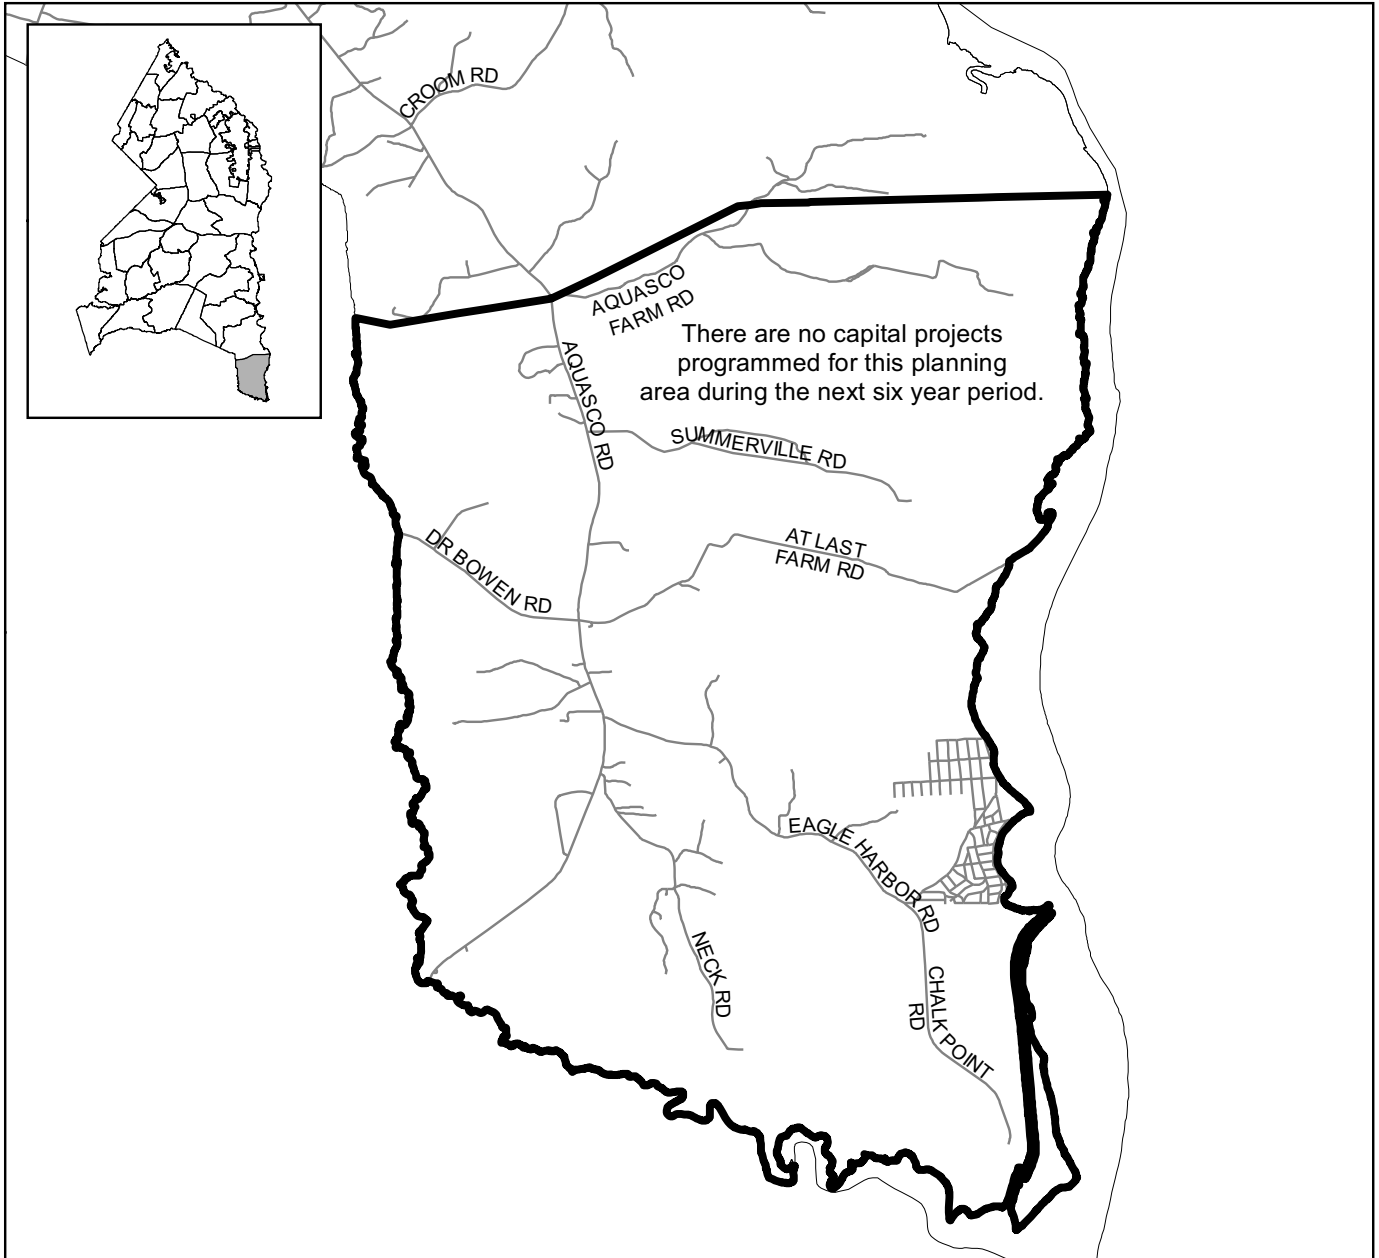 CROOM RD
AQUASCO
FARM RD
There are no capital projects
programmed for this planning
area during the next six year period.
AQUASCO RD
SUMMERVILLE RD
DR BOWEN RD
AT LAST
FARM RD
EAGLE HARBOR RD
NECK RD
CHALK POINT
RD